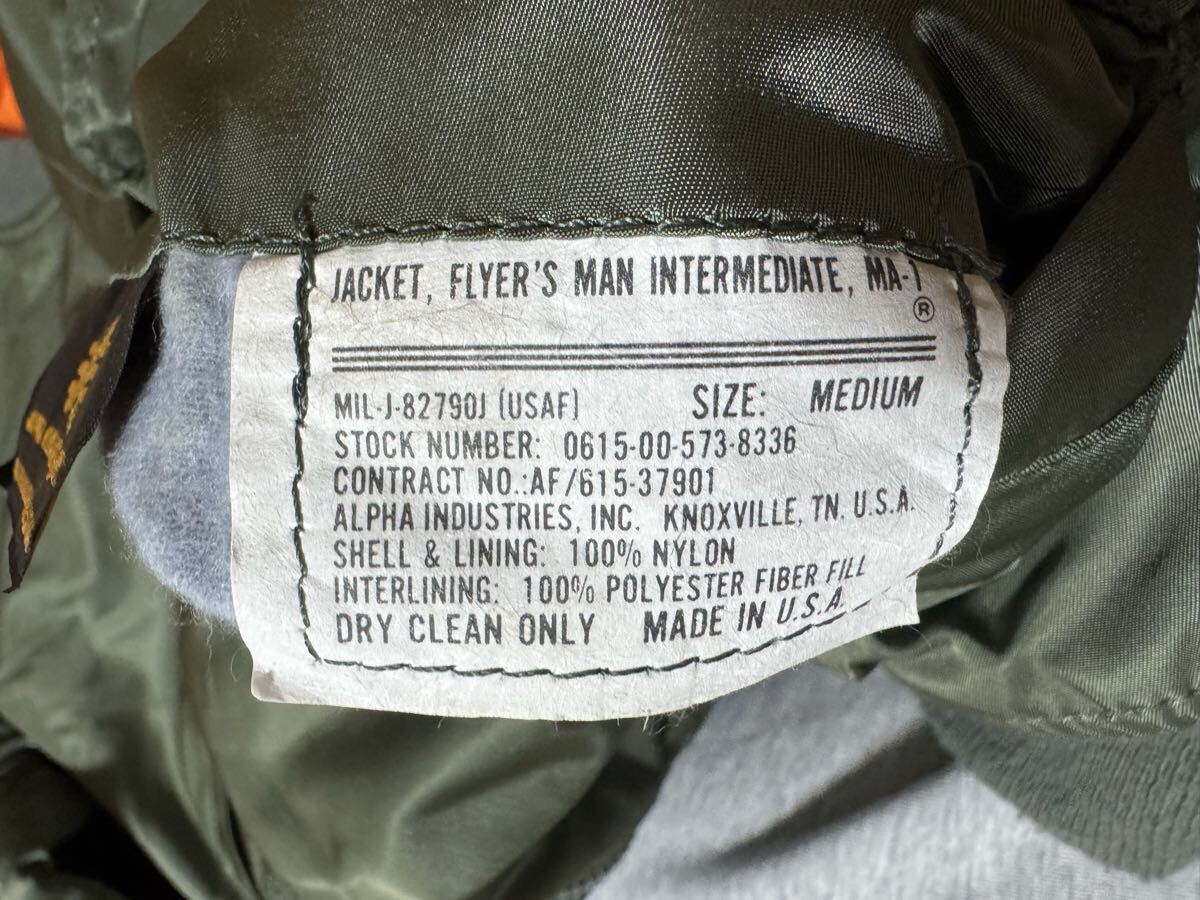 JACKET, FLYER'S MAN INTERMEDIATE, MA-1
®
MIL-J-82790J (USAF) SIZE: MEDIUM
STOCK NUMBER: 0615-00-573-8336
CONTRACT NO.:AF/615-37901
ALPHA INDUSTRIES, INC. KNOXVILLE, TN. U.S.A.
SHELL & LINING: 100% NYLON
INTERLINING: 100% POLYESTER FIBER FILL
DRY CLEAN ONLY MADE IN U.S.A.